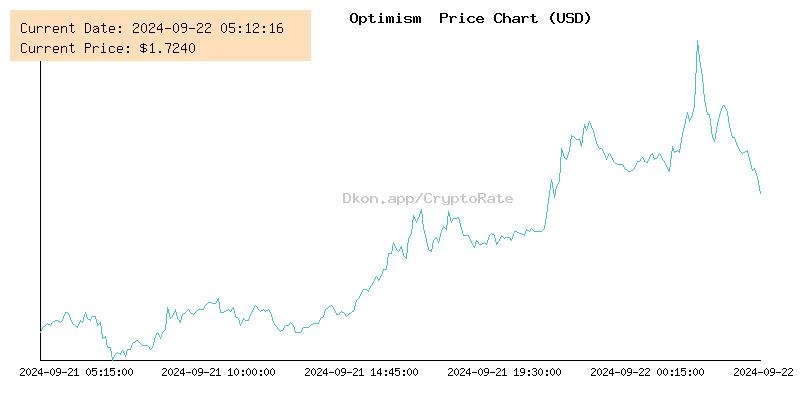 Optimism  Price Chart (USD)
Current Date: 2024-09-22 05:12:16
Current Price: $1.7240
Dkon.app/CryptoRate
2024-09-21 05:15:00 2024-09-21 10:00:00 2024-09-21 14:45:00 2024-09-21 19:30:00 2024-09-22 00:15:00 2024-09-22